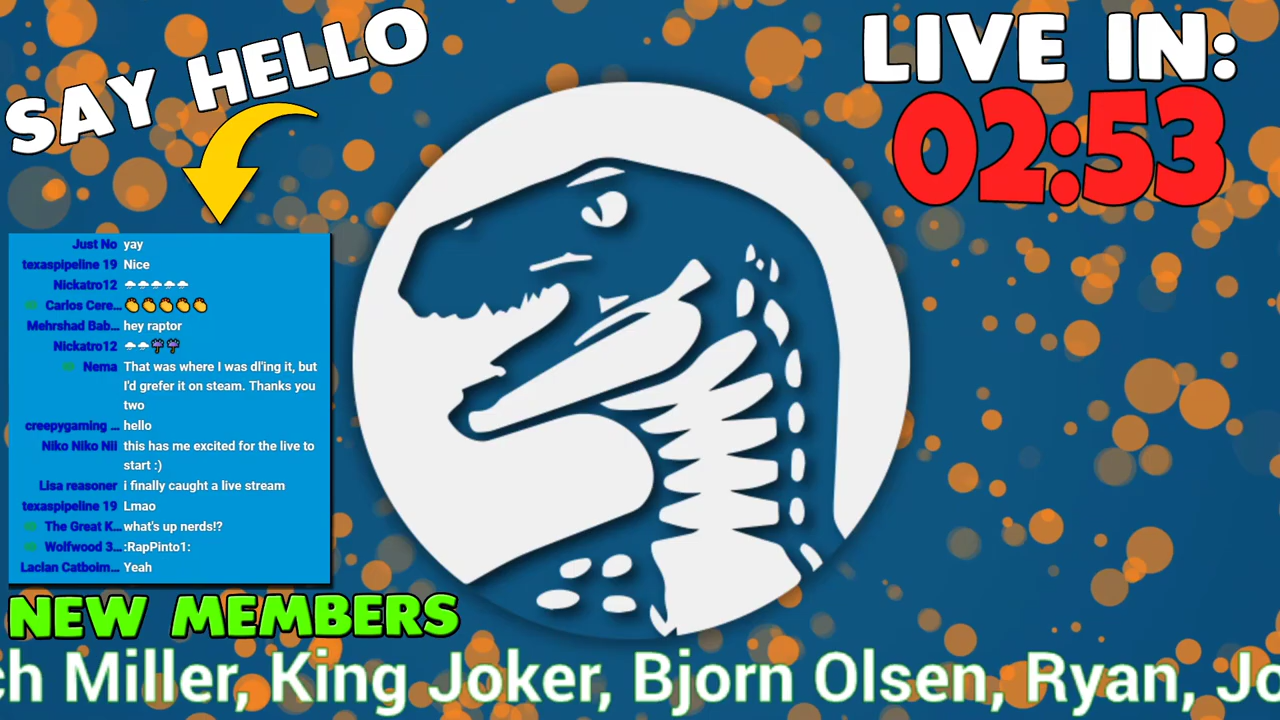 SAY HELLO
LIVE IN:
02:53
Just No yay
texaspipeline 19 Nice
Nickatro12
Carlos Cere...
Mehrshad Bab... hey raptor
Nickatro12
Nema That was where I was dl'ing it, but
I'd grefer it on steam. Thanks you
two
creepygaming ... hello
Niko Niko Nii this has me excited for the live to
start :)
Lisa reasoner i finally caught a live stream
texaspipeline 19 Lmao
The Great K... what's up nerds!?
Wolfwood 3... :RapPinto1:
Laclan Catboim... Yeah
NEW MEMBERS
ch Miller, King Joker, Bjorn Olsen, Ryan, Jo